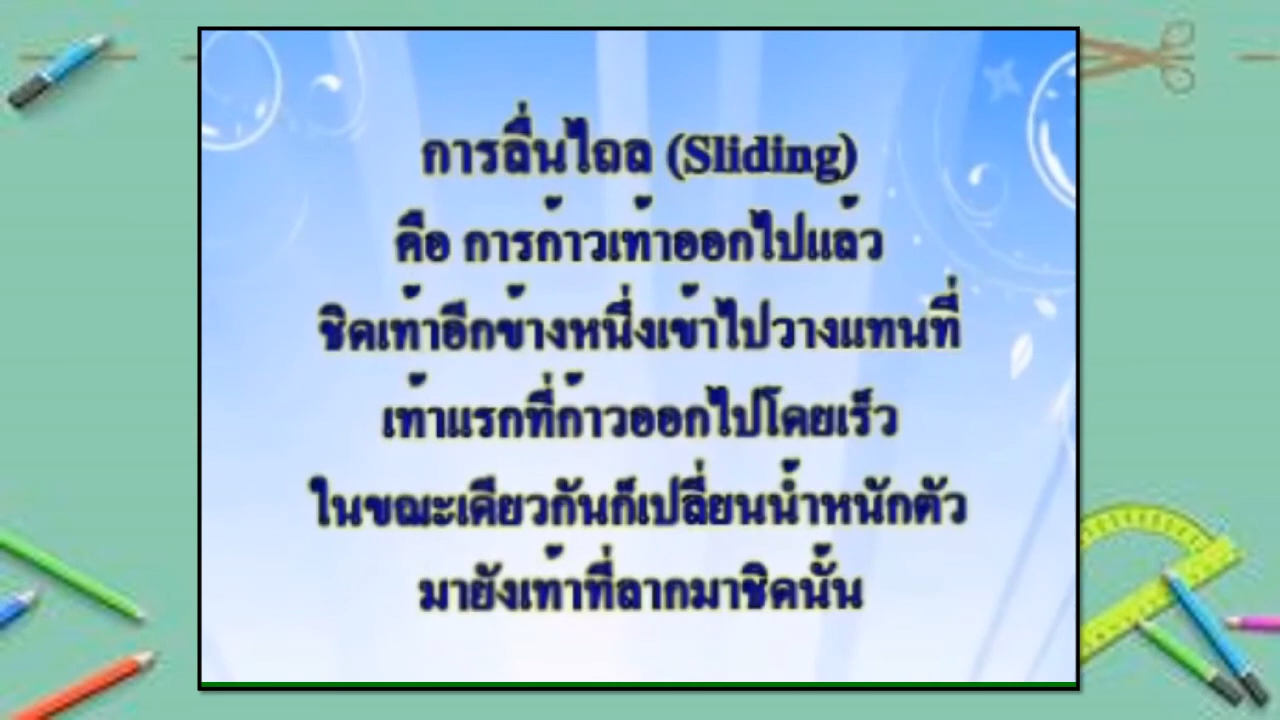 การลื่นไถล (Sliding)
คือ การก้าวเท้าออกไปแล้ว
ชิดเท้าอีกข้างหนึ่งเข้าไปวางแทนที่
เท้าแรกที่ก้าวออกไปโดยเร็ว
ในขณะเดียวกันก็เปลี่ยนน้ำหนักตัว
มายังเท้าที่ลากมาชิดนั้น